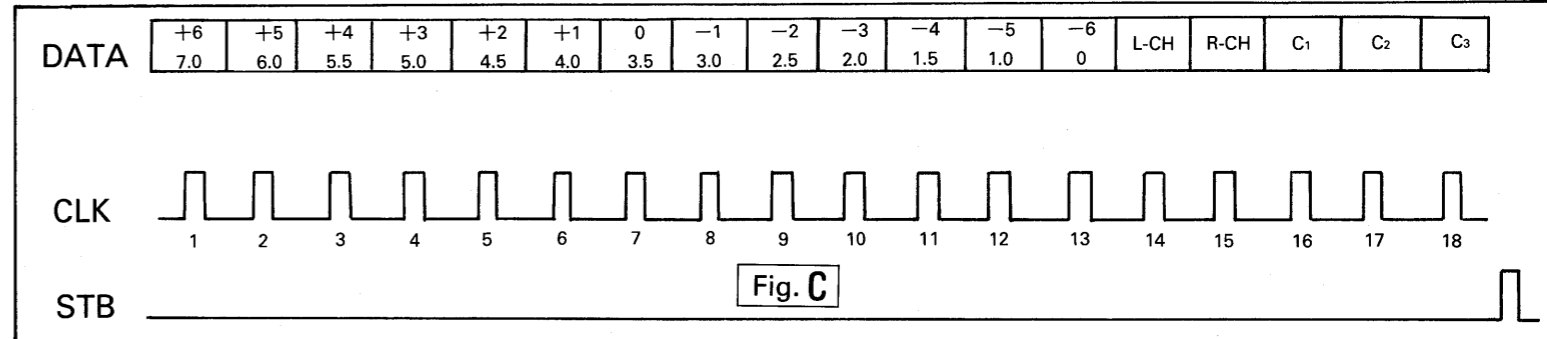 DATA
+6 +5 +4 +3 +2 +1 0 −1 −2 −3 −4 −5 −6 L-CH R-CH C₁ C₂ C₃
7.0 6.0 5.5 5.0 4.5 4.0 3.5 3.0 2.5 2.0 1.5 1.0 0
CLK
1 2 3 4 5 6 7 8 9 10 11 12 13 14 15 16 17 18
Fig. C
STB